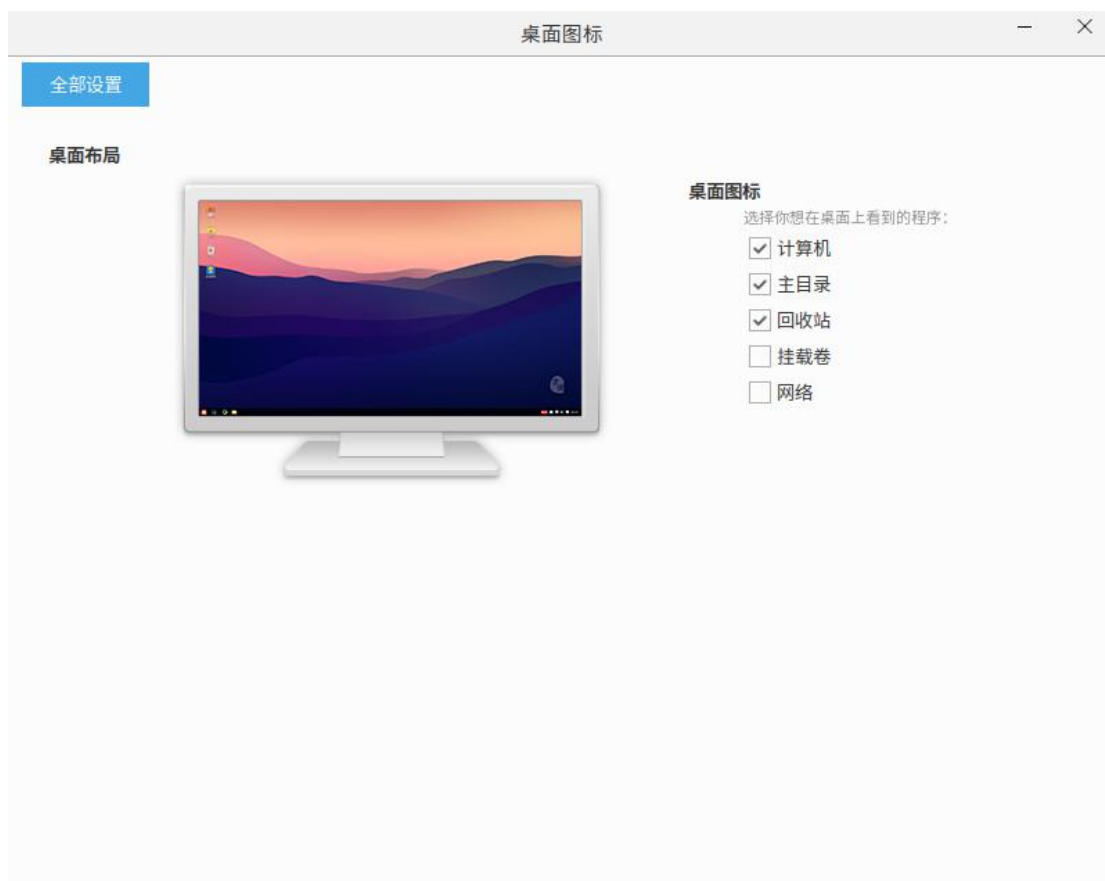 桌面图标
全部设置
桌面布局
桌面图标
选择你想在桌面上看到的程序：
计算机
主目录
回收站
挂载卷
网络